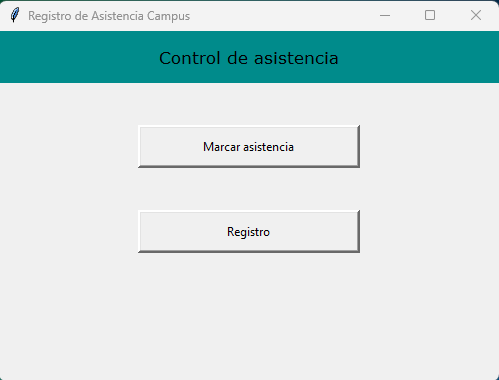 Registro de Asistencia Campus
Control de asistencia
Marcar asistencia
Registro